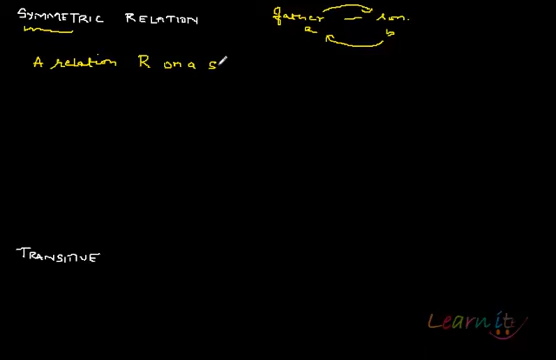 SYMMETRIC RELATION
father — son.
a b
A relation R on a s
TRANSITIVE
Learnit